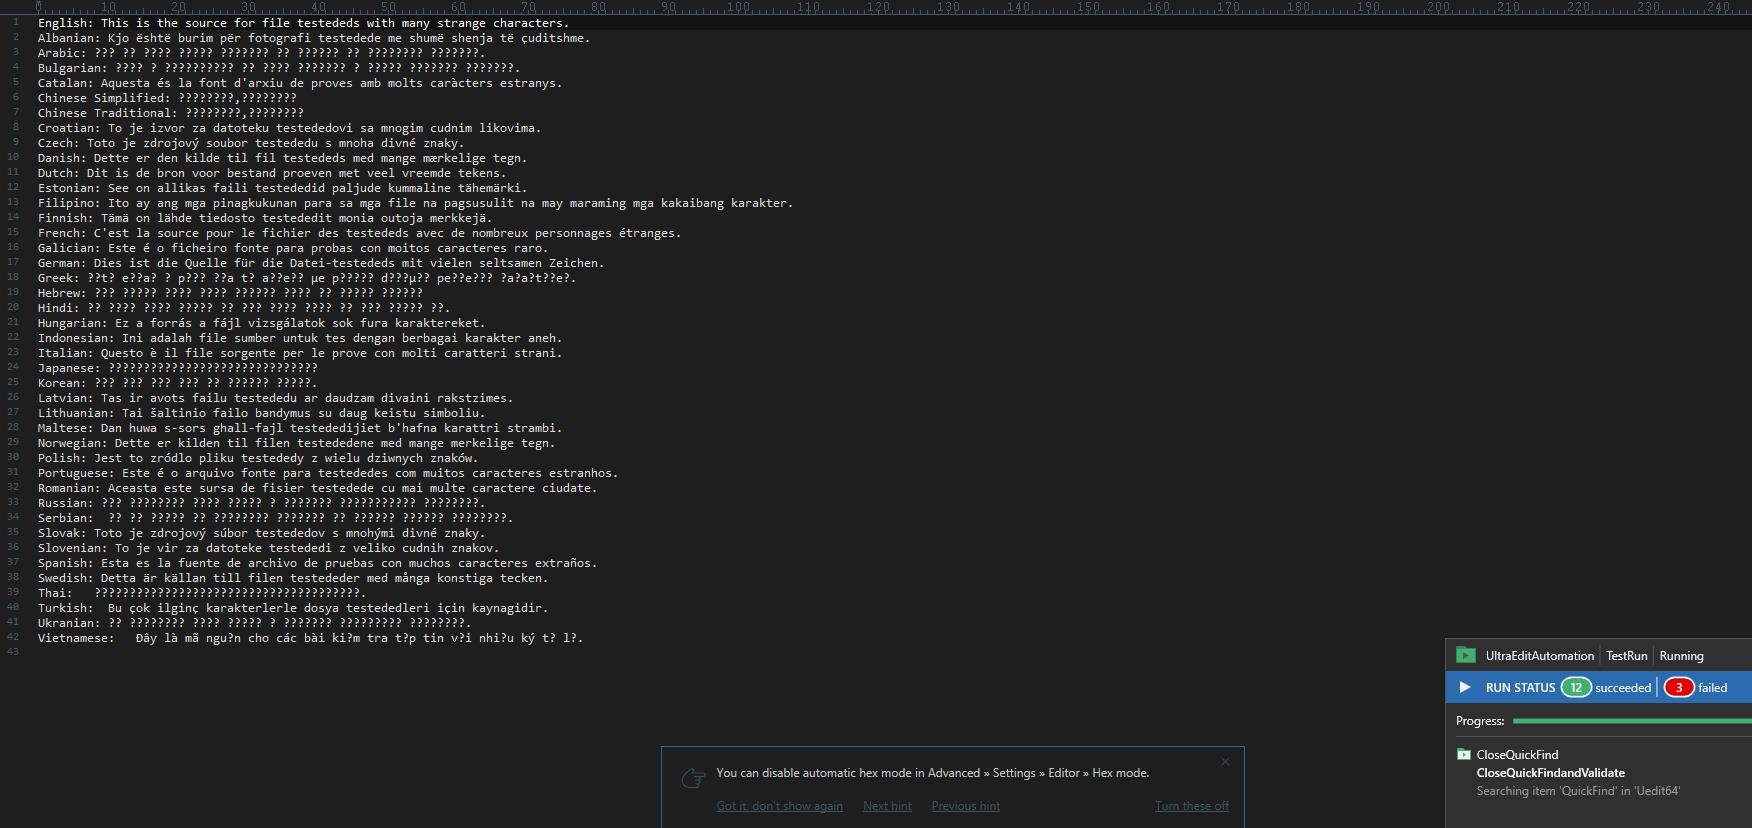 0 10 20 30 40 50 60 70 80 90 100 110 120 130 140 150 160 170 180 190 200 210 220 230 240
1 English: This is the source for file testededs with many strange characters.
2 Albanian: Kjo është burim për fotografi testedede me shumë shenja të çuditshme.
3 Arabic: ??? ?? ???? ????? ??????? ?? ?????? ?? ???????? ???????.
4 Bulgarian: ???? ? ?????????? ?? ???? ??????? ? ????? ??????? ???????.
5 Catalan: Aquesta és la font d'arxiu de proves amb molts caràcters estranys.
6 Chinese Simplified: ????????,????????
7 Chinese Traditional: ????????,????????
8 Croatian: To je izvor za datoteku testededovi sa mnogim cudnim likovima.
9 Czech: Toto je zdrojový soubor testededu s mnoha divné znaky.
10 Danish: Dette er den kilde til fil testededs med mange mærkelige tegn.
11 Dutch: Dit is de bron voor bestand proeven met veel vreemde tekens.
12 Estonian: See on allikas faili testededid paljude kummaline tähemärki.
13 Filipino: Ito ay ang mga pinagkukunan para sa mga file na pagsusulit na may maraming mga kakaibang karakter.
14 Finnish: Tämä on lähde tiedosto testededit monia outoja merkkejä.
15 French: C'est la source pour le fichier des testededs avec de nombreux personnages étranges.
16 Galician: Este é o ficheiro fonte para probas con moitos caracteres raro.
17 German: Dies ist die Quelle für die Datei-testededs mit vielen seltsamen Zeichen.
18 Greek: ??t? e??a? ? p??? ??a t? a??e?? µe p????? d???µ?? pe??e??? ?a?a?t??e?.
19 Hebrew: ??? ????? ???? ???? ?????? ???? ?? ????? ??????
20 Hindi: ?? ???? ???? ????? ?? ??? ???? ???? ?? ??? ????? ??.
21 Hungarian: Ez a forrás a fájl vizsgálatok sok fura karaktereket.
22 Indonesian: Ini adalah file sumber untuk tes dengan berbagai karakter aneh.
23 Italian: Questo è il file sorgente per le prove con molti caratteri strani.
24 Japanese: ??????????????????????????????
25 Korean: ??? ??? ??? ??? ?? ?????? ?????.
26 Latvian: Tas ir avots failu testededu ar daudzam divaini rakstzimes.
27 Lithuanian: Tai šaltinio failo bandymus su daug keistu simboliu.
28 Maltese: Dan huwa s-sors ghall-fajl testededijiet b'hafna karattri strambi.
29 Norwegian: Dette er kilden til filen testededene med mange merkelige tegn.
30 Polish: Jest to zródlo pliku testededy z wielu dziwnych znaków.
31 Portuguese: Este é o arquivo fonte para testededes com muitos caracteres estranhos.
32 Romanian: Aceasta este sursa de fisier testedede cu mai multe caractere ciudate.
33 Russian: ??? ???????? ???? ????? ? ??????? ??????????? ????????.
34 Serbian:  ?? ?? ????? ?? ???????? ??????? ?? ?????? ?????? ????????.
35 Slovak: Toto je zdrojový súbor testededov s mnohými divné znaky.
36 Slovenian: To je vir za datoteke testededi z veliko cudnih znakov.
37 Spanish: Esta es la fuente de archivo de pruebas con muchos caracteres extraños.
38 Swedish: Detta är källan till filen testededer med många konstiga tecken.
39 Thai:   ??????????????????????????????????????.
40 Turkish:  Bu çok ilginç karakterlerle dosya testededleri için kaynagidir.
41 Ukranian: ?? ???????? ???? ????? ? ??????? ????????? ????????.
42 Vietnamese:   Ðây là mã ngu?n cho các bài ki?m tra t?p tin v?i nhi?u ký t? l?.
43
UltraEditAutomation TestRun Running
RUN STATUS 12 succeeded 3 failed
Progress:
CloseQuickFind
CloseQuickFindandValidate
Searching item 'QuickFind' in 'Uedit64'
You can disable automatic hex mode in Advanced » Settings » Editor » Hex mode.
Got it, don't show again Next hint Previous hint Turn these off